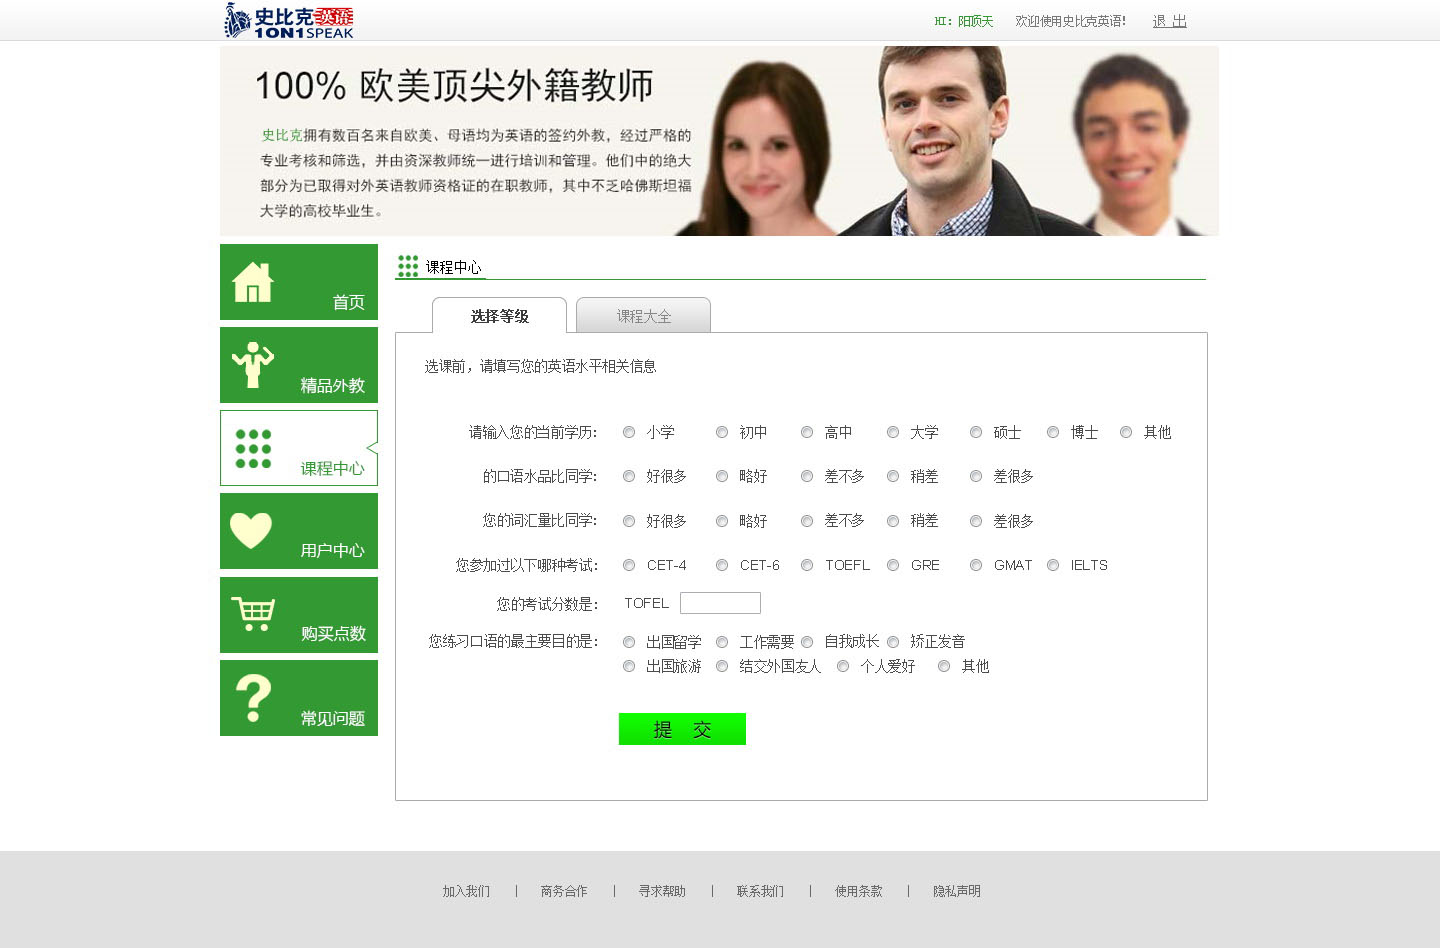 史比克英语
1ON1SPEAK
HI: 阳顶天 欢迎使用史比克英语! 退 出
100% 欧美顶尖外籍教师
史比克拥有数百名来自欧美、母语均为英语的签约外教，经过严格的
专业考核和筛选，并由资深教师统一进行培训和管理。他们中的绝大
部分为已取得对外英语教师资格证的在职教师，其中不乏哈佛斯坦福
大学的高校毕业生。
首页
精品外教
课程中心
用户中心
购买点数
常见问题
课程中心
选择等级 课程大全
选课前，请填写您的英语水平相关信息
请输入您的当前学历: 小学 初中 高中 大学 硕士 博士 其他
的口语水品比同学: 好很多 略好 差不多 稍差 差很多
您的词汇量比同学: 好很多 略好 差不多 稍差 差很多
您参加过以下哪种考试: CET-4 CET-6 TOEFL GRE GMAT IELTS
您的考试分数是: TOFEL
您练习口语的最主要目的是: 出国留学 工作需要 自我成长 矫正发音
出国旅游 结交外国友人 个人爱好 其他
提 交
加入我们 | 商务合作 | 寻求帮助 | 联系我们 | 使用条款 | 隐私声明